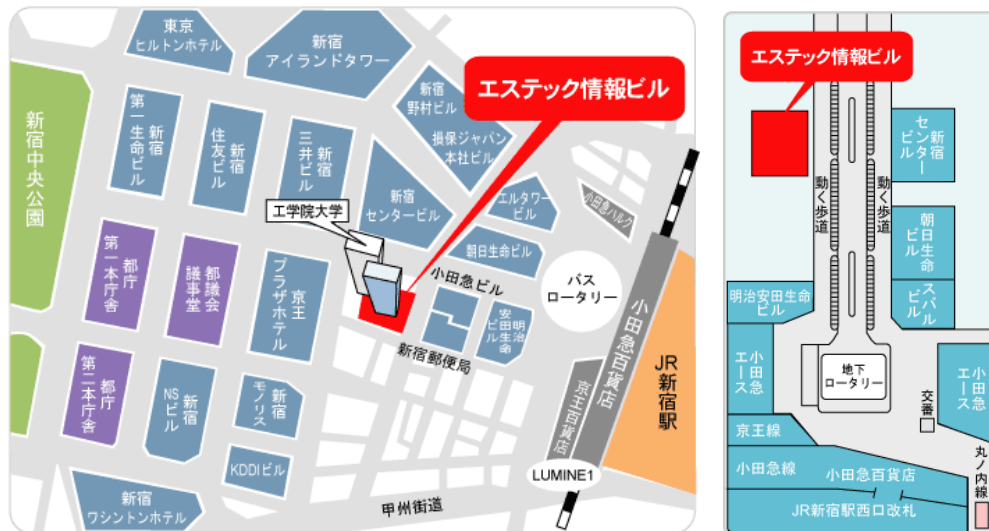 東京
ヒルトンホテル
新宿
アイランドタワー
エステック情報ビル
新宿
野村ビル
損保ジャパン
本社ビル
新宿中央公園
新宿
第一生命ビル
新宿
住友ビル
新宿
三井ビル
新宿
センタービル
工学院大学
エルタワー
ビル
小田急ハルク
朝日生命ビル
小田急ビル
バス
ロータリー
都庁
第一本庁舎
都議会
議事堂
京王
プラザホテル
明治
安田生命
ビル
新宿郵便局
小田急百貨店
京王百貨店
JR新宿駅
都庁
第二本庁舎
新宿
NSビル
新宿
モノリス
KDDIビル
LUMINE1
新宿
ワシントンホテル
甲州街道
エステック情報ビル
新宿
センター
ビル
動く歩道
動く歩道
朝日生命
ビル
スバル
ビル
明治安田生命
ビル
小田急
エース
地下
ロータリー
小田急
エース
交番
京王線
小田急線
小田急百貨店
丸ノ内線
JR新宿駅西口改札